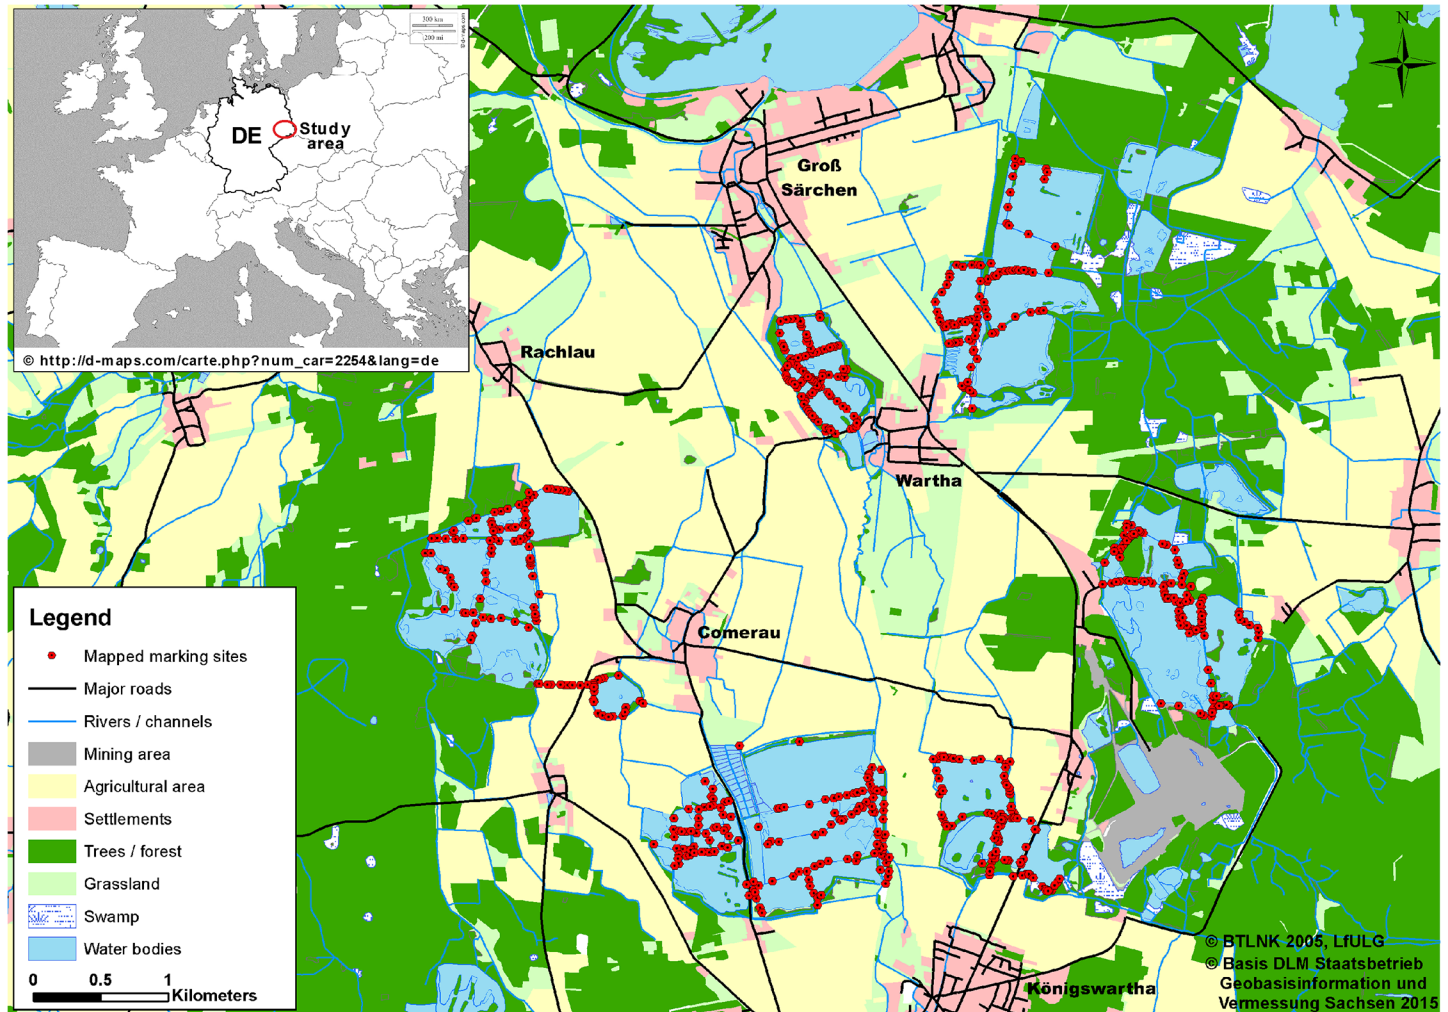 300 km
200 mi
© d-maps.com
DE
Study
area
© http://d-maps.com/carte.php?num_car=2254&lang=de
N
Groß
Särchen
Rachlau
Wartha
Comerau
Königswartha
Legend
Mapped marking sites
Major roads
Rivers / channels
Mining area
Agricultural area
Settlements
Trees / forest
Grassland
Swamp
Water bodies
0 0.5 1
Kilometers
© BTLNK 2005, LfULG
© Basis DLM Staatsbetrieb
Geobasisinformation und
Vermessung Sachsen 2015